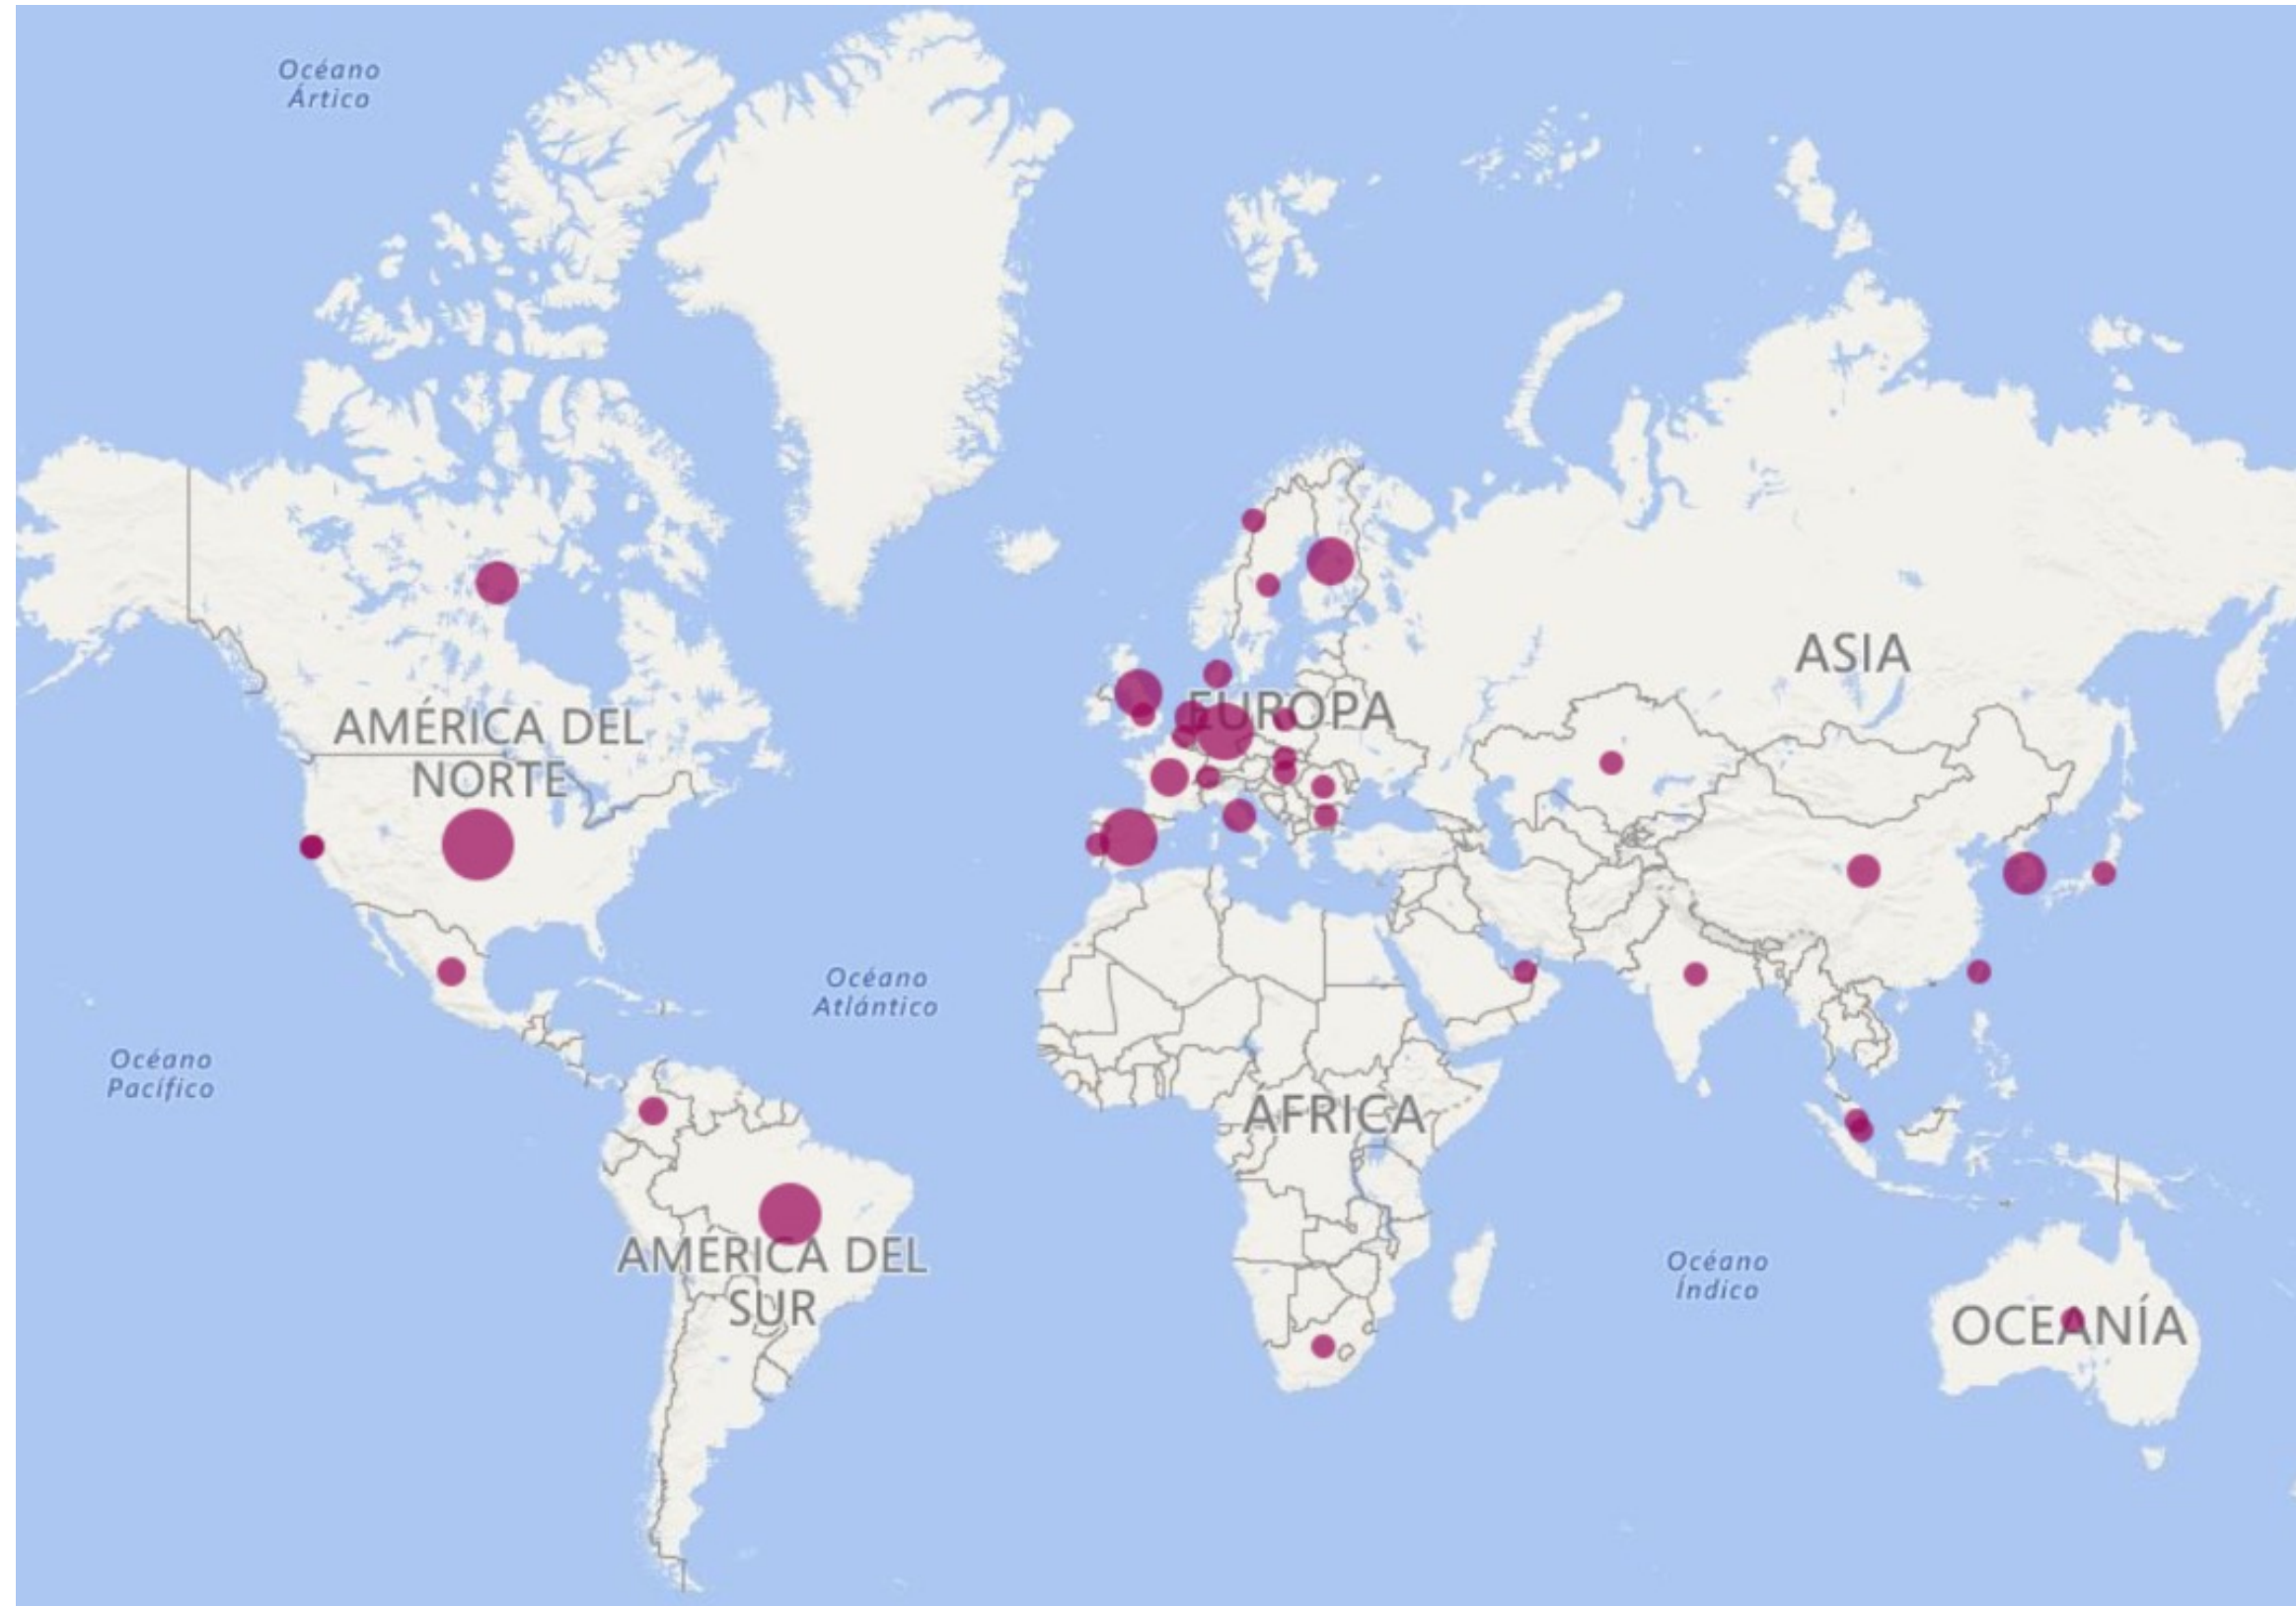 Océano
Ártico
ASIA
EUROPA
AMÉRICA DEL
NORTE
Océano
Atlántico
Océano
Pacífico
ÁFRICA
AMÉRICA DEL
SUR
Océano
Índico
OCEANÍA